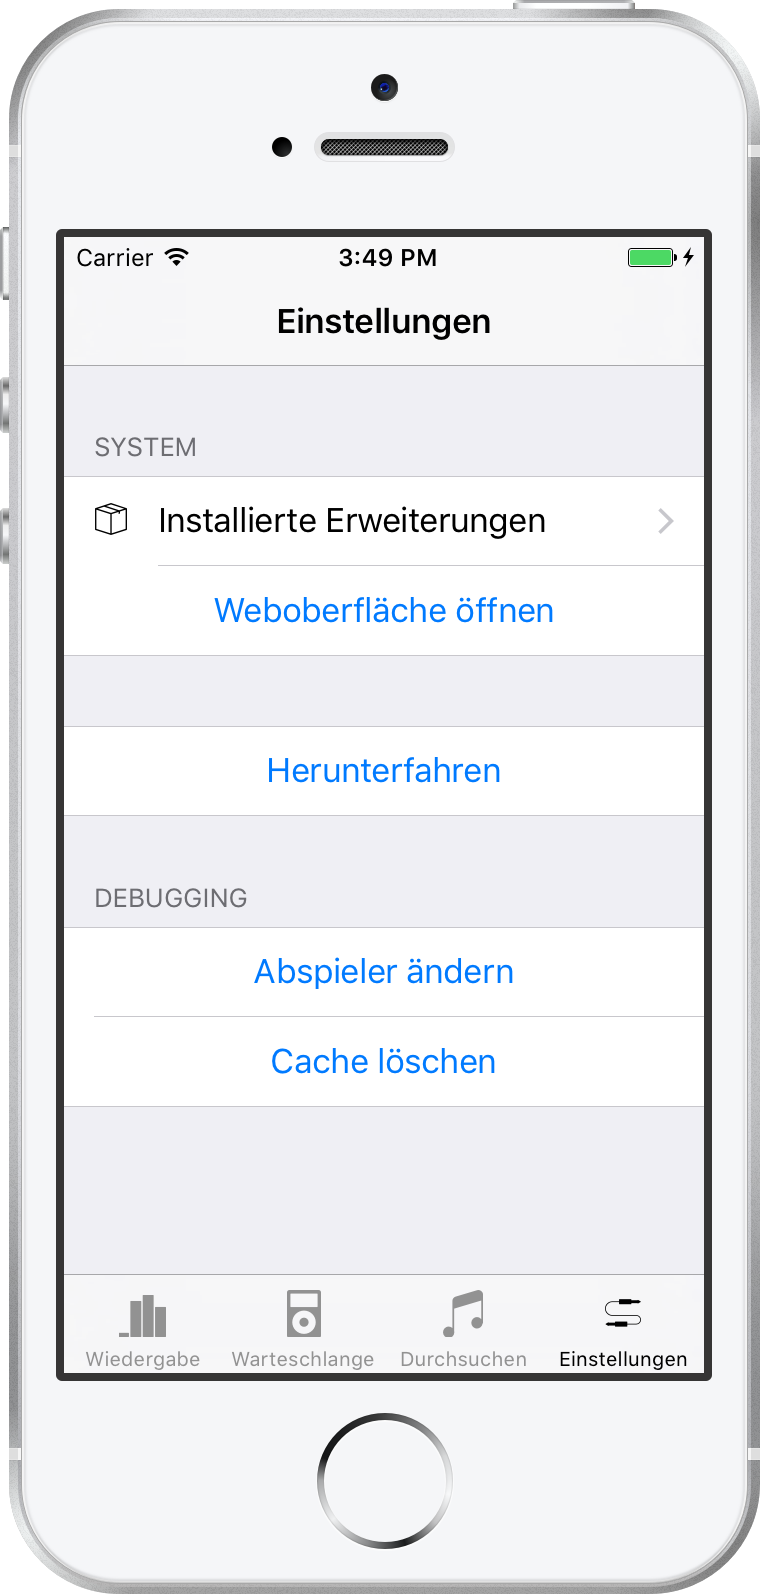 Carrier 3:49 PM
Einstellungen
SYSTEM
Installierte Erweiterungen
Weboberfläche öffnen
Herunterfahren
DEBUGGING
Abspieler ändern
Cache löschen
Wiedergabe Warteschlange Durchsuchen Einstellungen